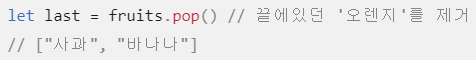 let last = fruits.pop() // 끝에있던 '오렌지'를 제거
// ["사과", "바나나"]